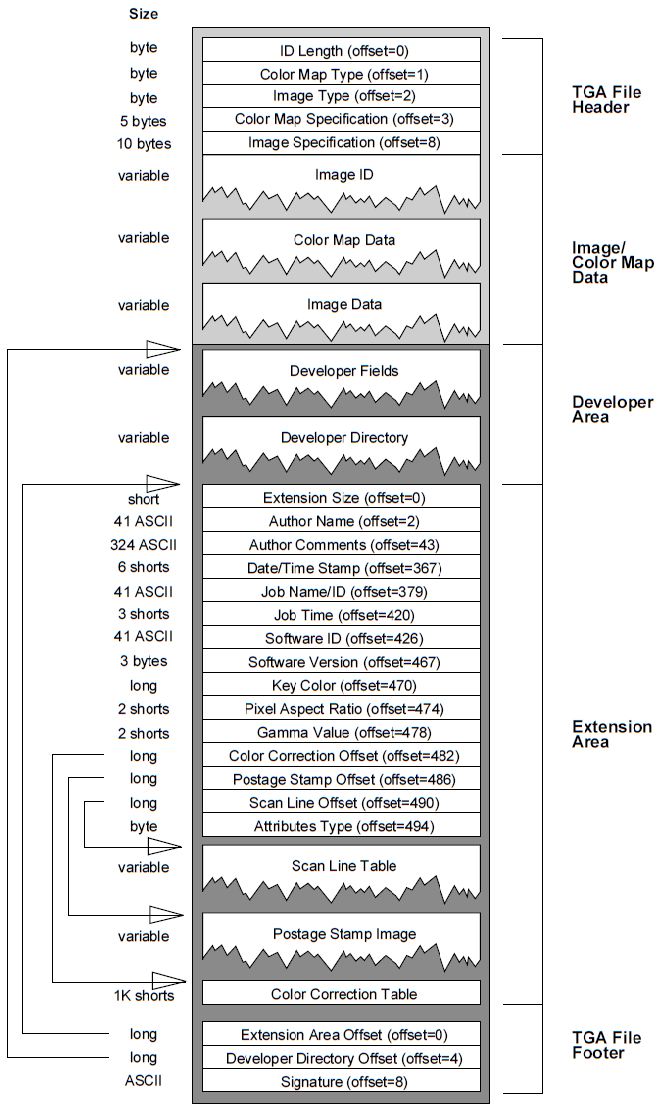 Size
byte ID Length (offset=0)
byte Color Map Type (offset=1)
byte Image Type (offset=2)
5 bytes Color Map Specification (offset=3)
10 bytes Image Specification (offset=8)
TGA File
Header
variable Image ID
variable Color Map Data
variable Image Data
Image/
Color Map
Data
variable Developer Fields
variable Developer Directory
Developer
Area
short Extension Size (offset=0)
41 ASCII Author Name (offset=2)
324 ASCII Author Comments (offset=43)
6 shorts Date/Time Stamp (offset=367)
41 ASCII Job Name/ID (offset=379)
3 shorts Job Time (offset=420)
41 ASCII Software ID (offset=426)
3 bytes Software Version (offset=467)
long Key Color (offset=470)
2 shorts Pixel Aspect Ratio (offset=474)
2 shorts Gamma Value (offset=478)
long Color Correction Offset (offset=482)
long Postage Stamp Offset (offset=486)
long Scan Line Offset (offset=490)
byte Attributes Type (offset=494)
variable Scan Line Table
variable Postage Stamp Image
1K shorts Color Correction Table
Extension
Area
long Extension Area Offset (offset=0)
long Developer Directory Offset (offset=4)
ASCII Signature (offset=8)
TGA File
Footer